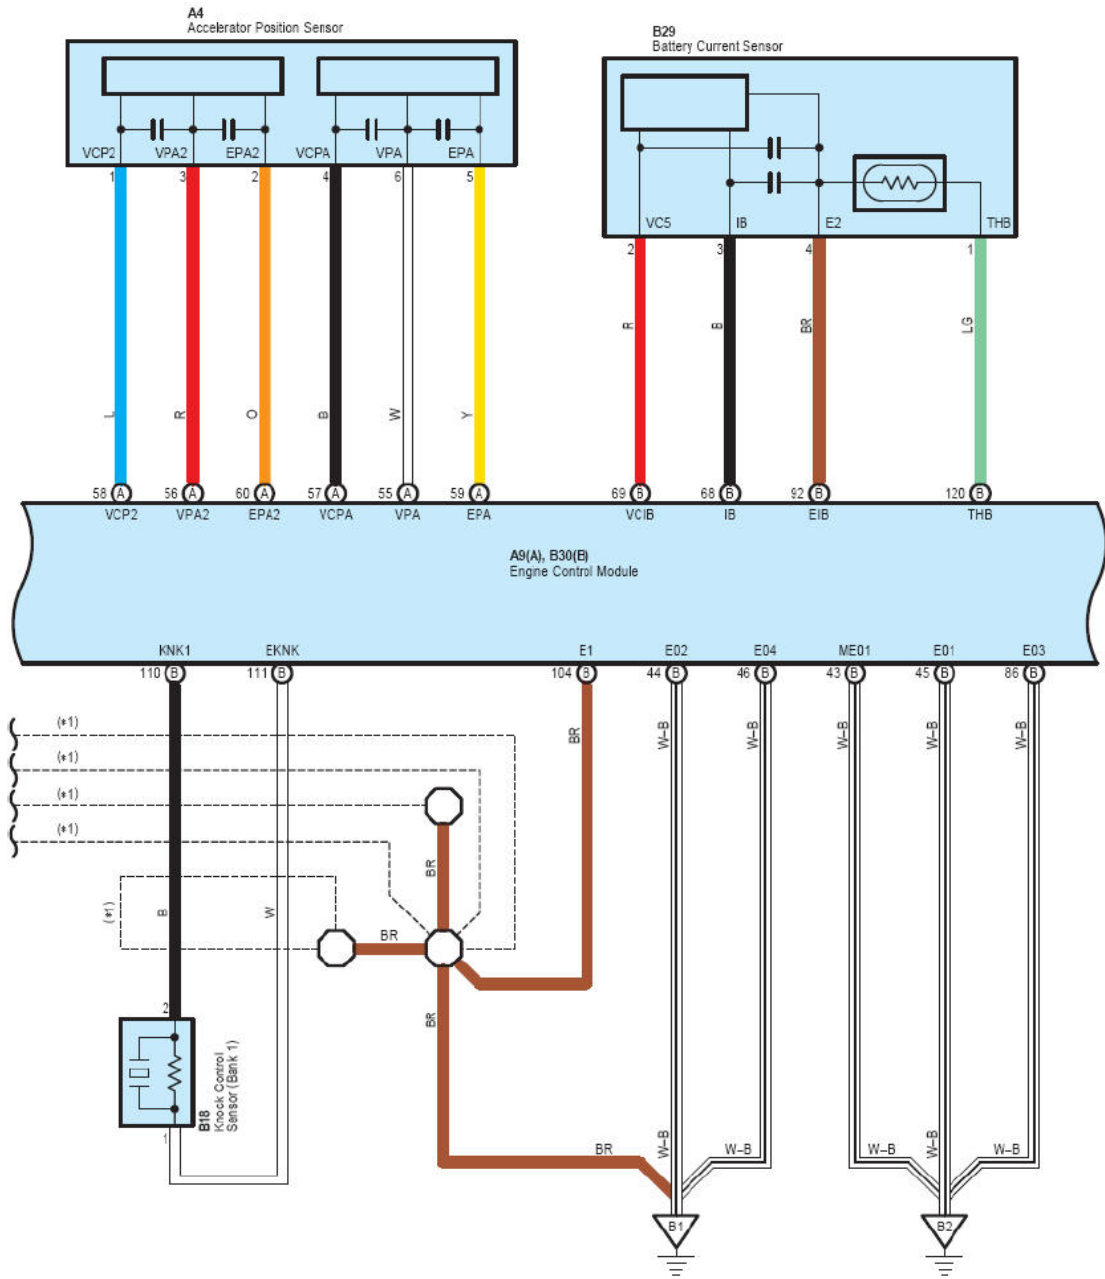 A4
Accelerator Position Sensor
B29
Battery Current Sensor
VCP2 VPA2 EPA2 VCPA VPA EPA
1 3 2 4 6 5
VC5 IB E2 THB
2 3 4 1
R B BR LG
L R O B W Y
58 A 56 A 60 A 57 A 55 A 59 A 69 B 68 B 92 B 120 B
VCP2 VPA2 EPA2 VCPA VPA EPA VCIB IB EIB THB
A9(A), B30(B)
Engine Control Module
KNK1 EKNK E1 E02 E04 ME01 E01 E03
110 B 111 B 104 B 44 B 46 B 43 B 45 B 86 B
(*1)
(*1)
(*1)
(*1)
BR W-B W-B W-B W-B W-B
BR
(*1) B W
BR
BR
2
B18
Knock Control
Sensor (Bank 1)
1
BR W-B W-B W-B W-B W-B
B1 B2